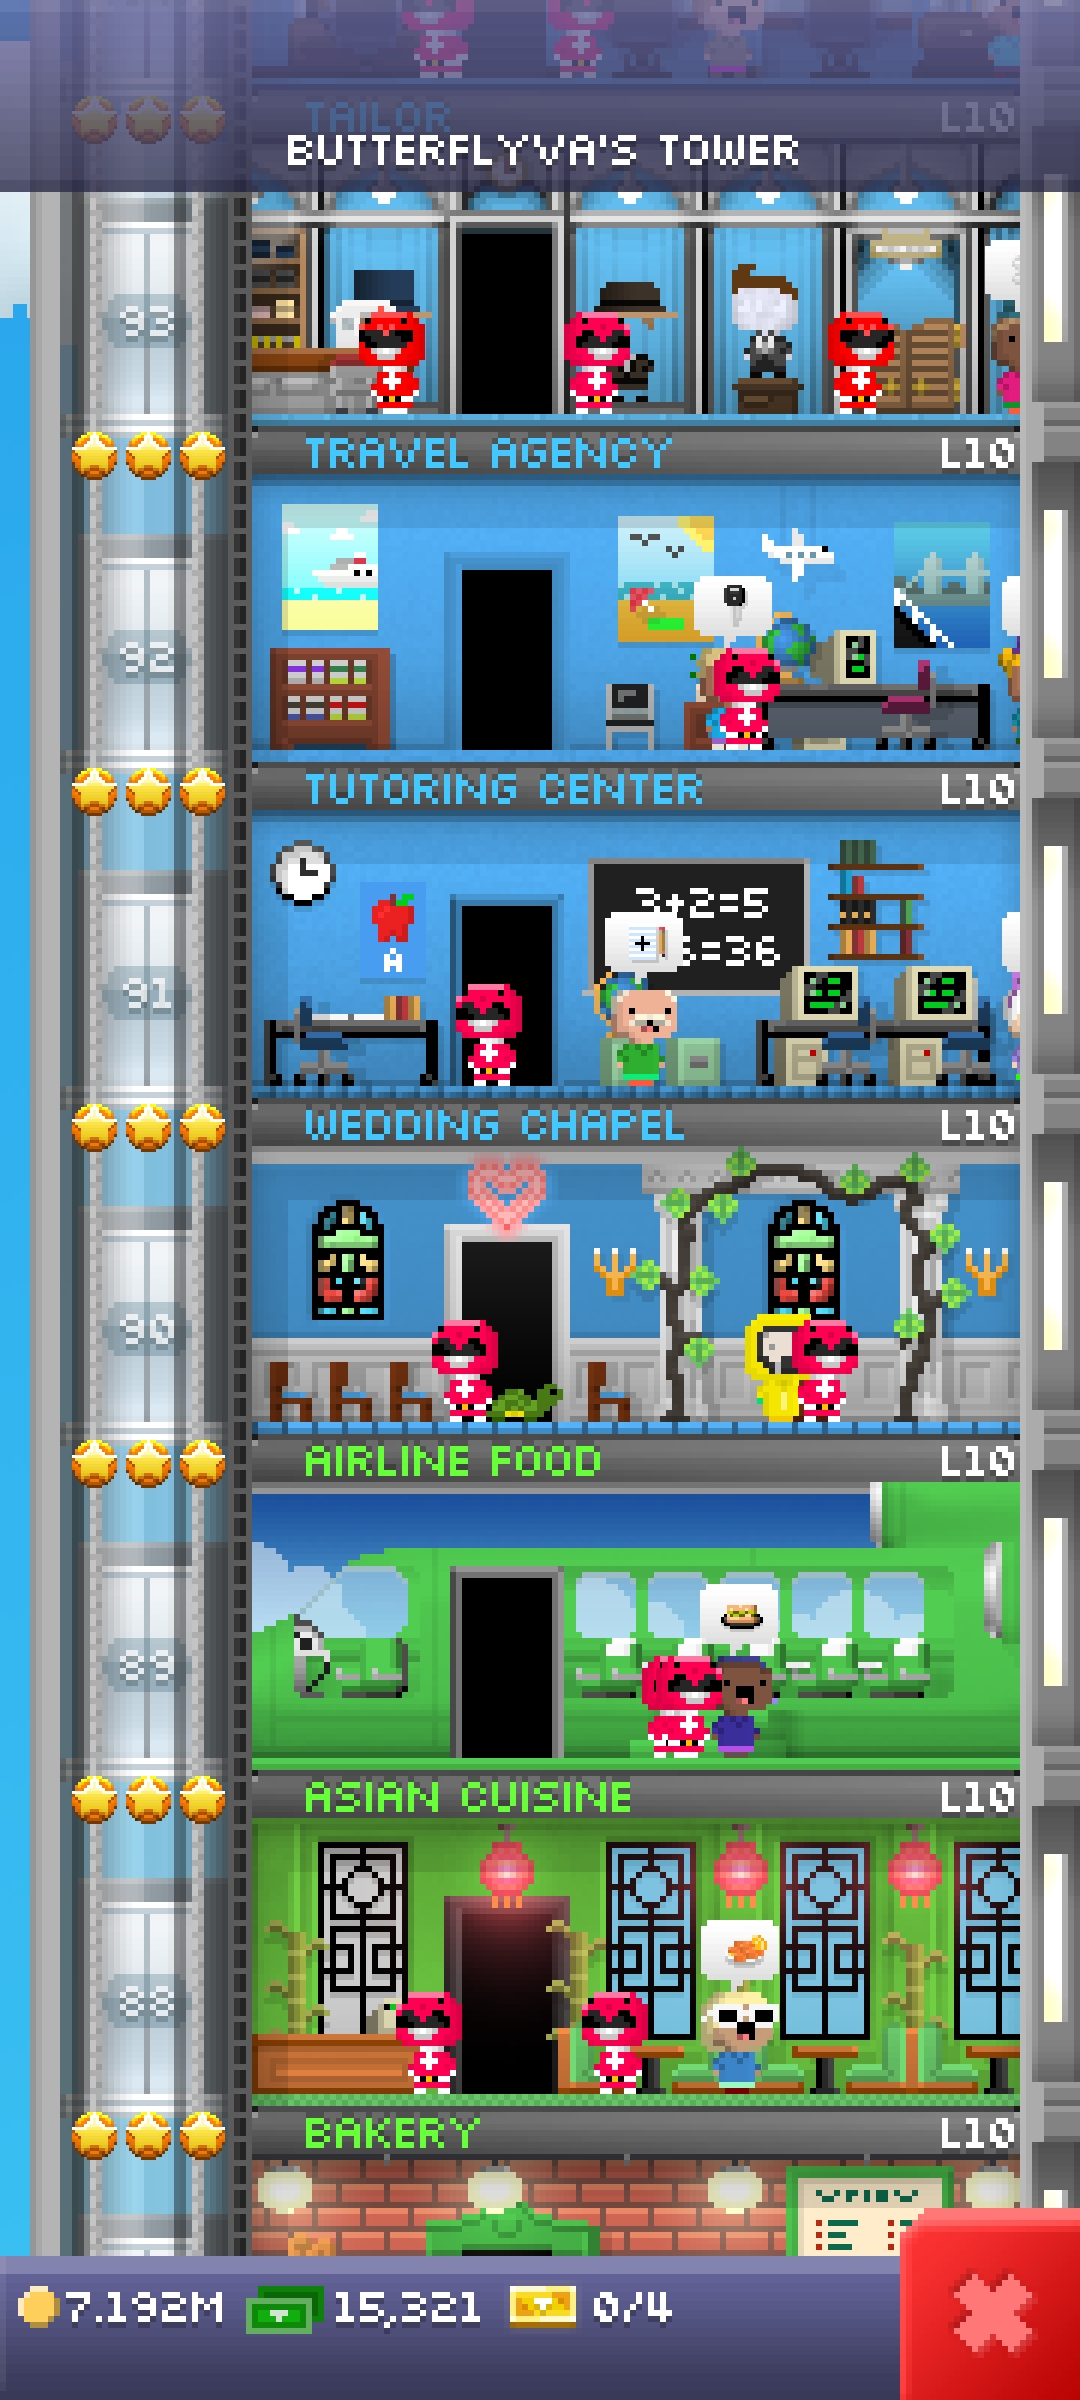 TAILOR L10
BUTTERFLYVA'S TOWER
93
TRAVEL AGENCY L10
92
TUTORING CENTER L10
3+2=5
=36
A
91
WEDDING CHAPEL L10
90
AIRLINE FOOD L10
89
ASIAN CUISINE L10
88
BAKERY L10
7.192M 15,321 0/4